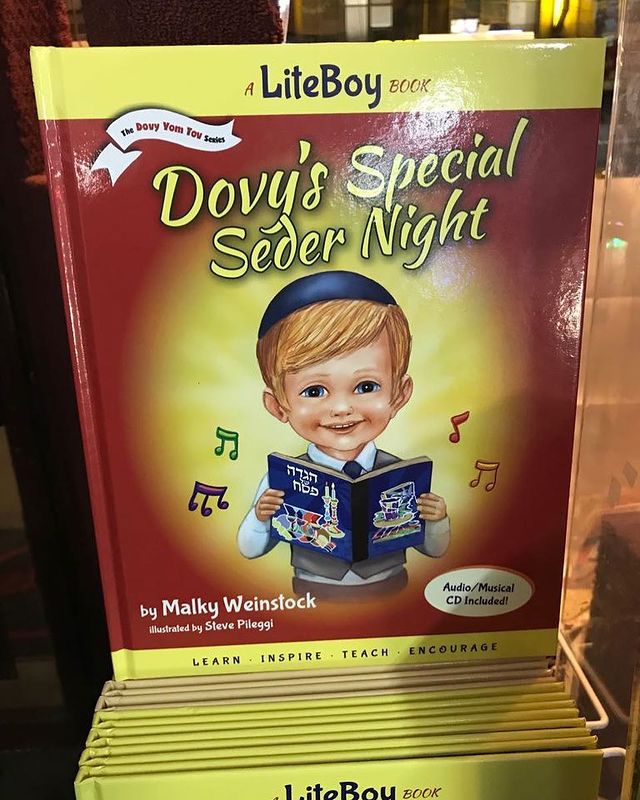 A LiteBoy BOOK
The Dovy Yom Tov Series
Dovy's Special
Seder Night
הגדה
פסח
Audio/Musical
CD Included!
by Malky Weinstock
illustrated by Steve Pileggi
LEARN · INSPIRE · TEACH · ENCOURAGE
A LiteBoy BOOK